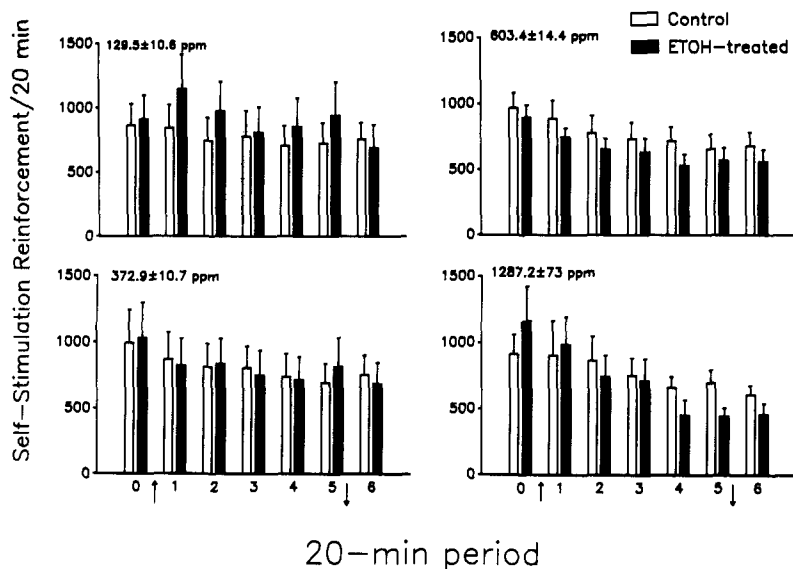 Self-Stimulation Reinforcement/20 min
Control
ETOH-treated
129.5±10.6 ppm
1500
1000
500
0
603.4±14.4 ppm
1500
1000
500
0
372.9±10.7 ppm
1500
1000
500
0
0 ↑ 1 2 3 4 5 ↓ 6
1287.2±73 ppm
1500
1000
500
0
0 ↑ 1 2 3 4 5 ↓ 6
20-min period